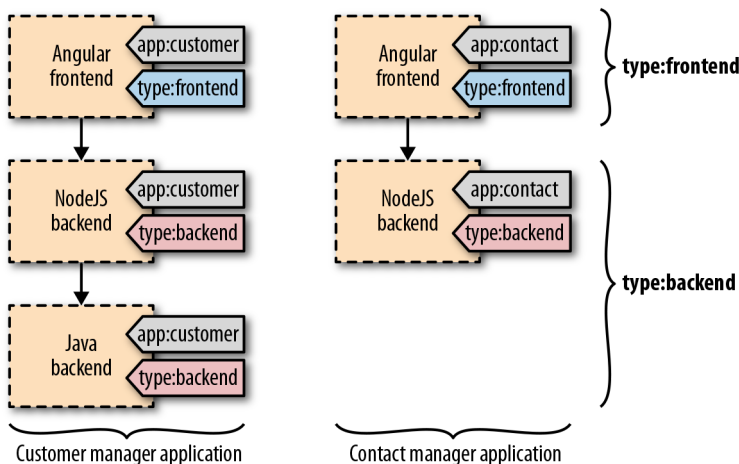 Angular
frontend
app:customer
type:frontend
Angular
frontend
app:contact
type:frontend
type:frontend
NodeJS
backend
app:customer
type:backend
NodeJS
backend
app:contact
type:backend
type:backend
Java
backend
app:customer
type:backend
Customer manager application
Contact manager application